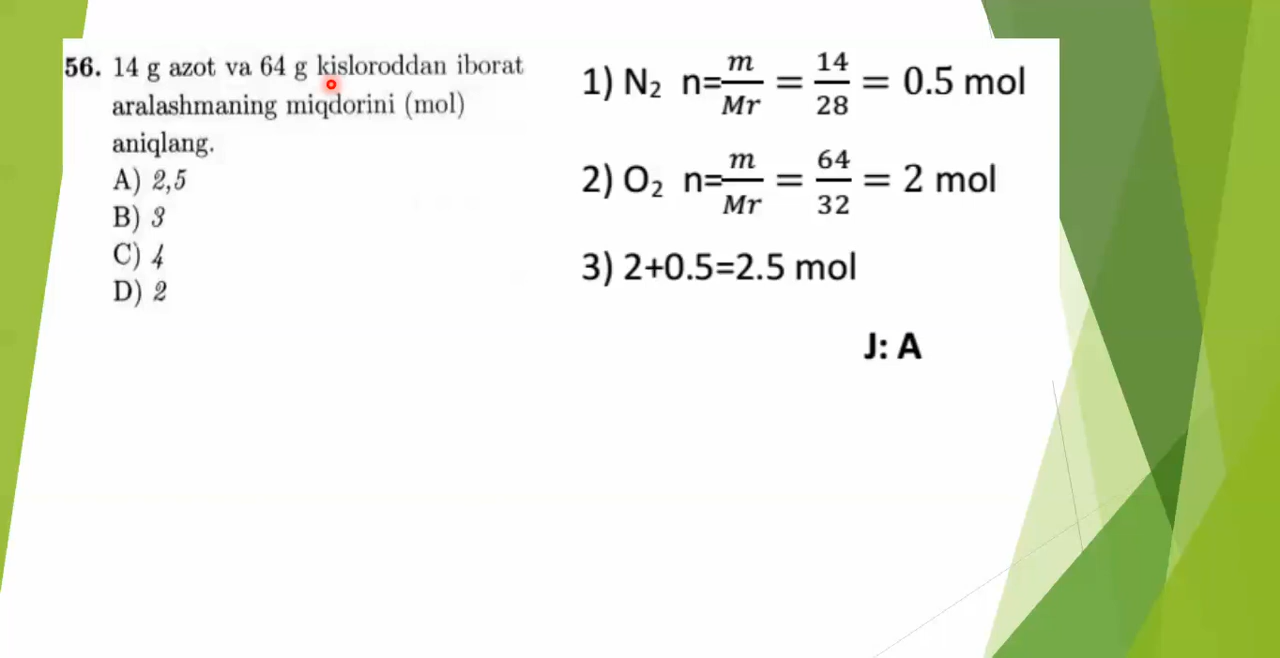 56. 14 g azot va 64 g kisloroddan iborat
aralashmaning miqdorini (mol)
aniqlang.
A) 2,5
B) 3
C) 4
D) 2
1) N₂ n=m/Mr = 14/28 = 0.5 mol
2) O₂ n=m/Mr = 64/32 = 2 mol
3) 2+0.5=2.5 mol
J: A